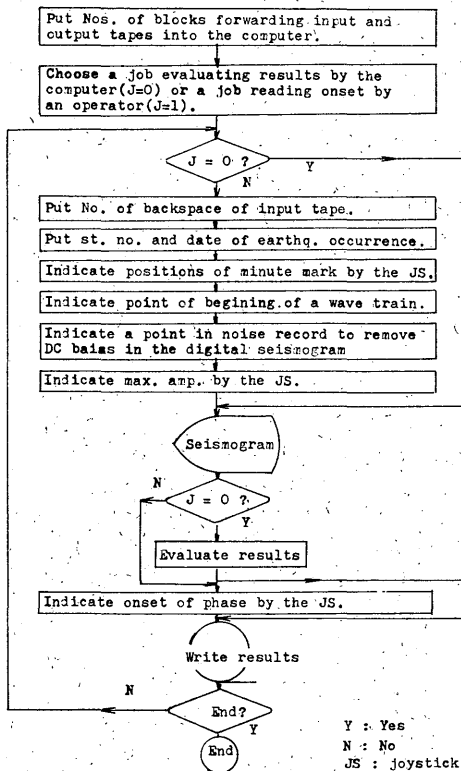 Put Nos. of blocks forwarding input and
output tapes into the computer.
Choose a job evaluating results by the
computer(J=0) or a job reading onset by
an operator(J=1).
J = 0 ?
Y
N
Put No. of backspace of input tape.
Put st. no. and date of earthq. occurrence.
Indicate positions of minute mark by the JS.
Indicate point of begining of a wave train.
Indicate a point in noise record to remove
DC baias in the digital seismogram
Indicate max. amp. by the JS.
Seismogram
N
J = 0 ?
Y
Evaluate results
Indicate onset of phase by the JS.
Write results
N
End?
Y
End
Y : Yes
N : No
JS : joystick